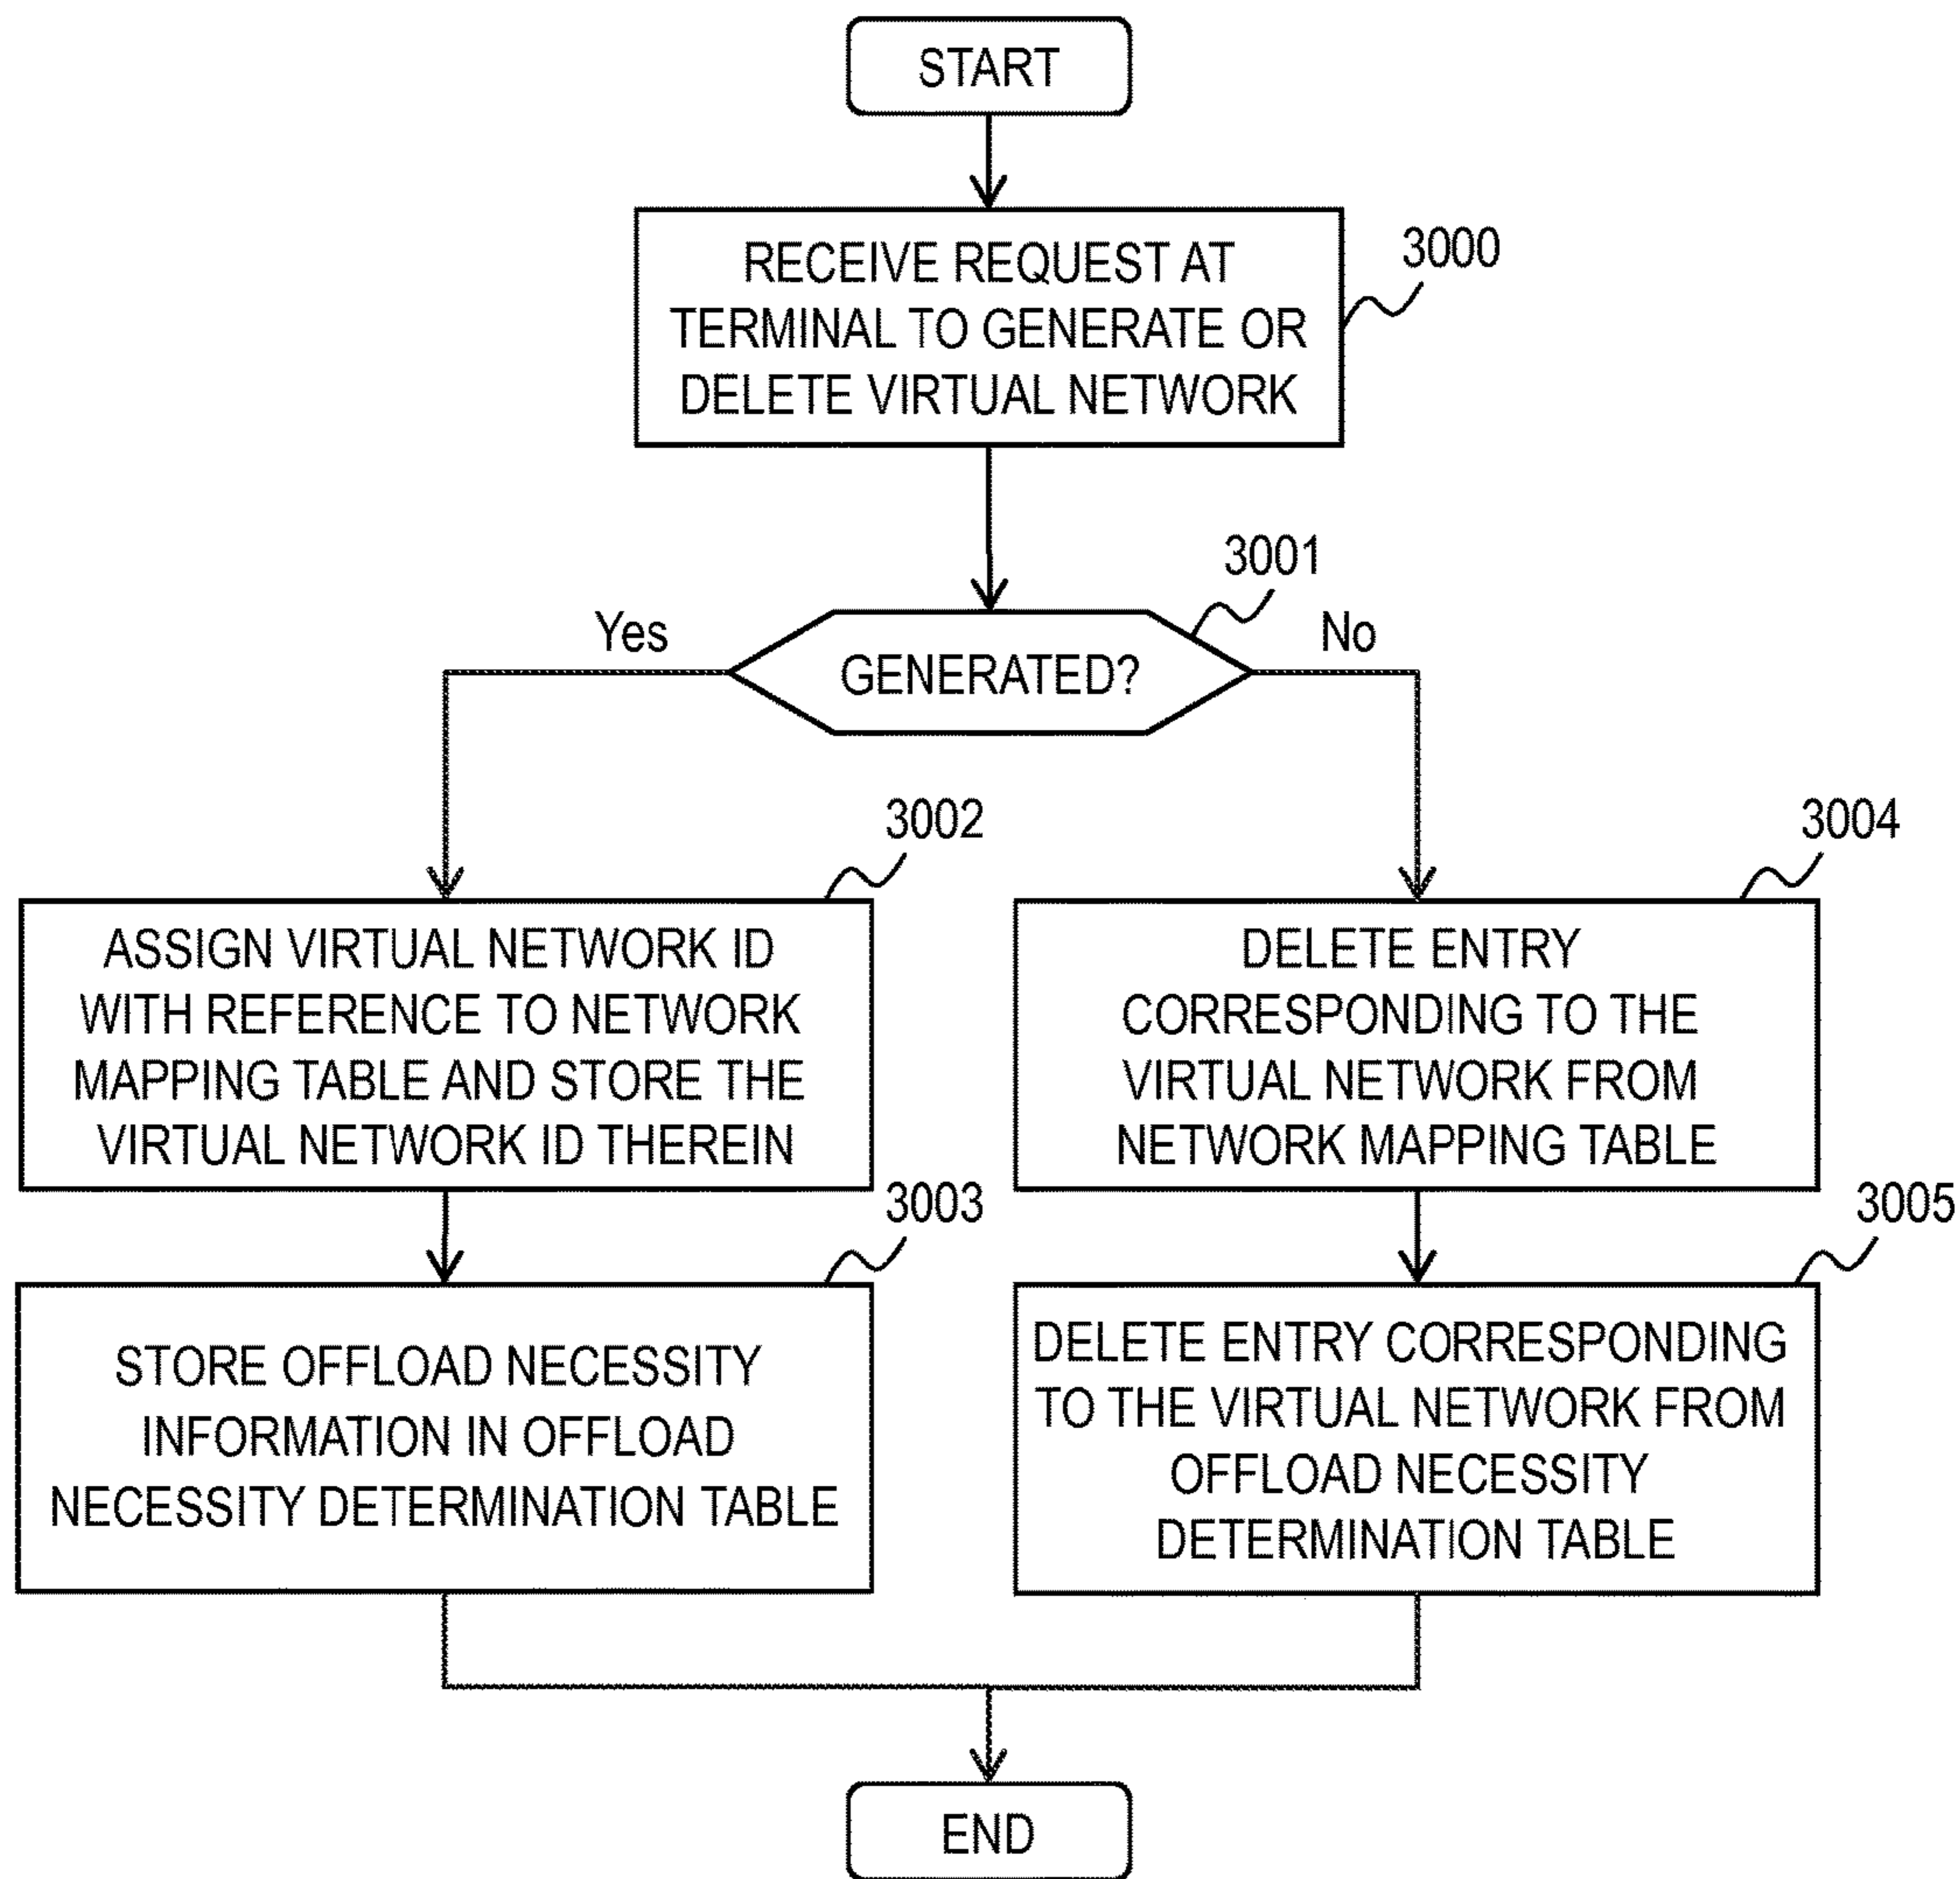 START
RECEIVE REQUEST AT
TERMINAL TO GENERATE OR
DELETE VIRTUAL NETWORK
3000
3001
Yes
GENERATED?
No
3002
ASSIGN VIRTUAL NETWORK ID
WITH REFERENCE TO NETWORK
MAPPING TABLE AND STORE THE
VIRTUAL NETWORK ID THEREIN
3004
DELETE ENTRY
CORRESPONDING TO THE
VIRTUAL NETWORK FROM
NETWORK MAPPING TABLE
3003
STORE OFFLOAD NECESSITY
INFORMATION IN OFFLOAD
NECESSITY DETERMINATION TABLE
3005
DELETE ENTRY CORRESPONDING
TO THE VIRTUAL NETWORK FROM
OFFLOAD NECESSITY
DETERMINATION TABLE
END